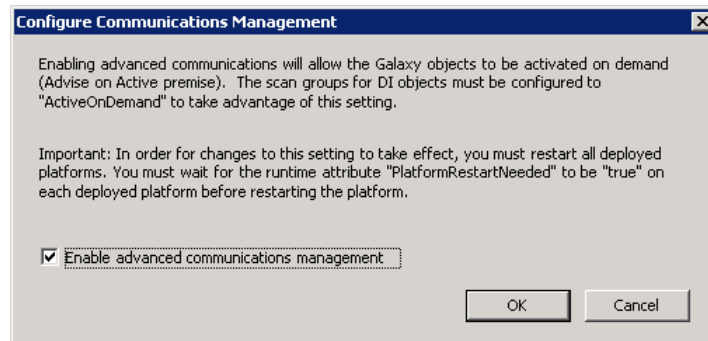 Configure Communications Management
Enabling advanced communications will allow the Galaxy objects to be activated on demand
(Advise on Active premise).  The scan groups for DI objects must be configured to
"ActiveOnDemand" to take advantage of this setting.
Important: In order for changes to this setting to take effect, you must restart all deployed
platforms. You must wait for the runtime attribute "PlatformRestartNeeded" to be "true" on
each deployed platform before restarting the platform.
Enable advanced communications management
OK
Cancel